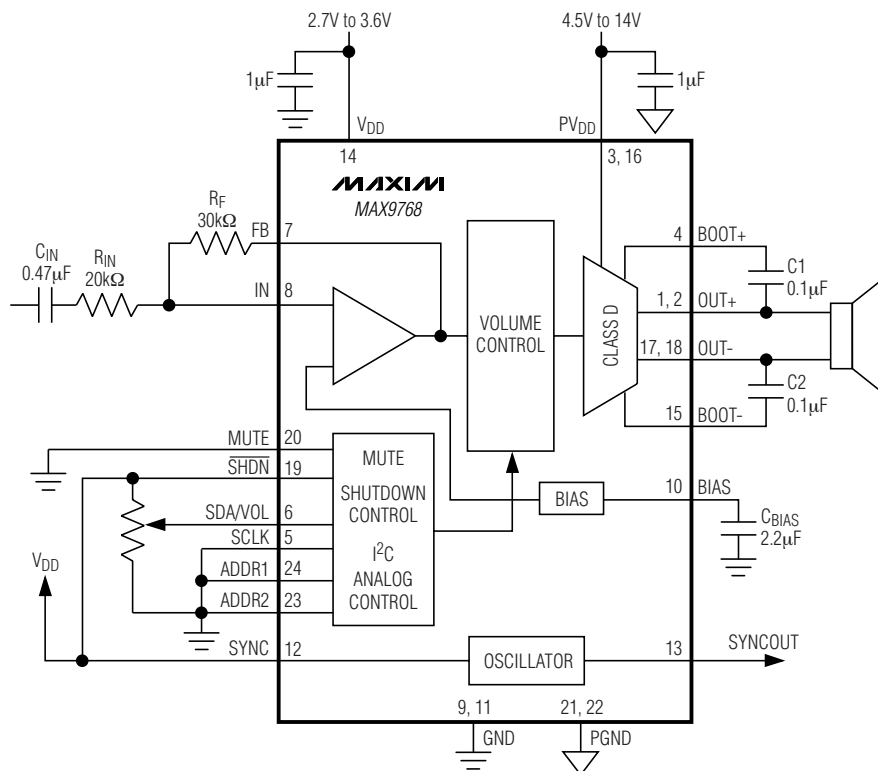 2.7V to 3.6V
4.5V to 14V
1µF
1µF
VDD
PVDD
14
3, 16
MAXIM
MAX9768
RF
30kΩ
FB
7
CIN
0.47µF
RIN
20kΩ
IN
8
VOLUME
CONTROL
CLASS D
4
BOOT+
C1
0.1µF
1, 2
OUT+
17, 18
OUT-
C2
0.1µF
15
BOOT-
MUTE
20
SHDN
19
SDA/VOL
6
SCLK
5
ADDR1
24
ADDR2
23
MUTE
SHUTDOWN
CONTROL
I²C
ANALOG
CONTROL
BIAS
10
BIAS
CBIAS
2.2µF
VDD
SYNC
12
OSCILLATOR
13
SYNCOUT
9, 11
GND
21, 22
PGND